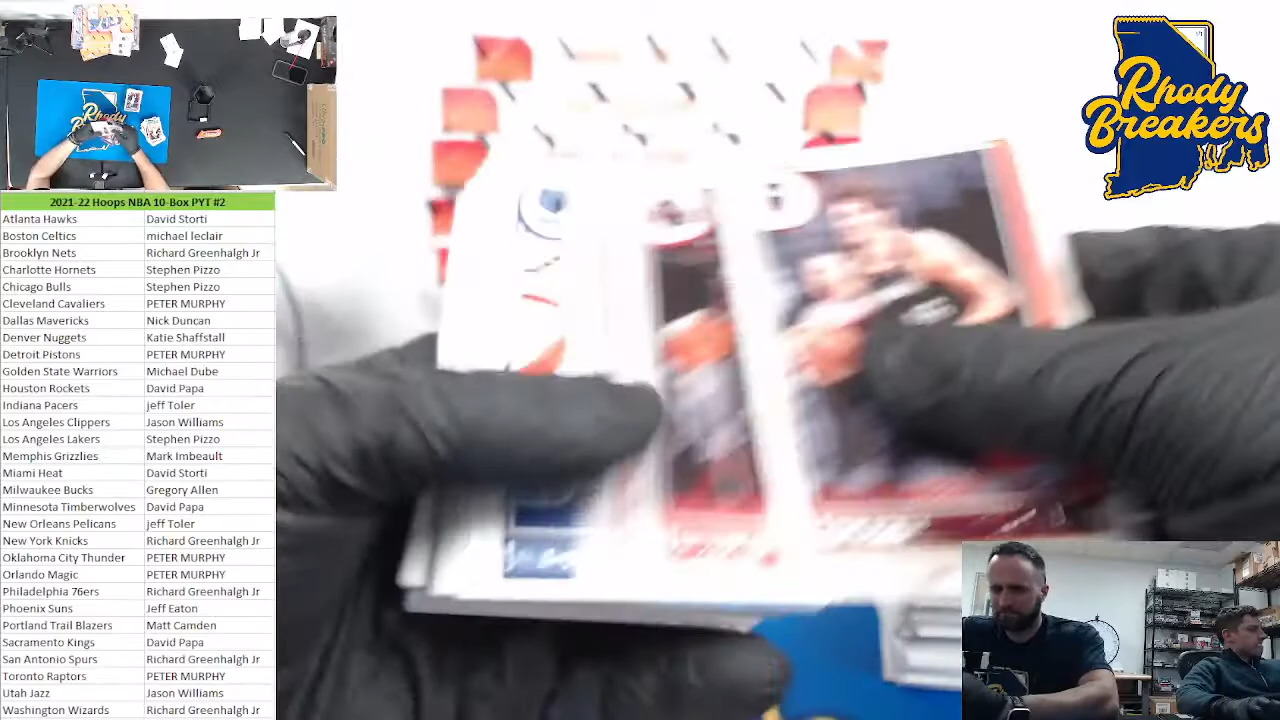 Rhody
Breakers
2021-22 Hoops NBA 10-Box PYT #2
Atlanta Hawks David Storti
Boston Celtics michael leclair
Brooklyn Nets Richard Greenhalgh Jr
Charlotte Hornets Stephen Pizzo
Chicago Bulls Stephen Pizzo
Cleveland Cavaliers PETER MURPHY
Dallas Mavericks Nick Duncan
Denver Nuggets Katie Shaffstall
Detroit Pistons PETER MURPHY
Golden State Warriors Michael Dube
Houston Rockets David Papa
Indiana Pacers jeff Toler
Los Angeles Clippers Jason Williams
Los Angeles Lakers Stephen Pizzo
Memphis Grizzlies Mark Imbeault
Miami Heat David Storti
Milwaukee Bucks Gregory Allen
Minnesota Timberwolves David Papa
New Orleans Pelicans jeff Toler
New York Knicks Richard Greenhalgh Jr
Oklahoma City Thunder PETER MURPHY
Orlando Magic PETER MURPHY
Philadelphia 76ers Richard Greenhalgh Jr
Phoenix Suns Jeff Eaton
Portland Trail Blazers Matt Camden
Sacramento Kings David Papa
San Antonio Spurs Richard Greenhalgh Jr
Toronto Raptors PETER MURPHY
Utah Jazz Jason Williams
Washington Wizards Richard Greenhalgh Jr